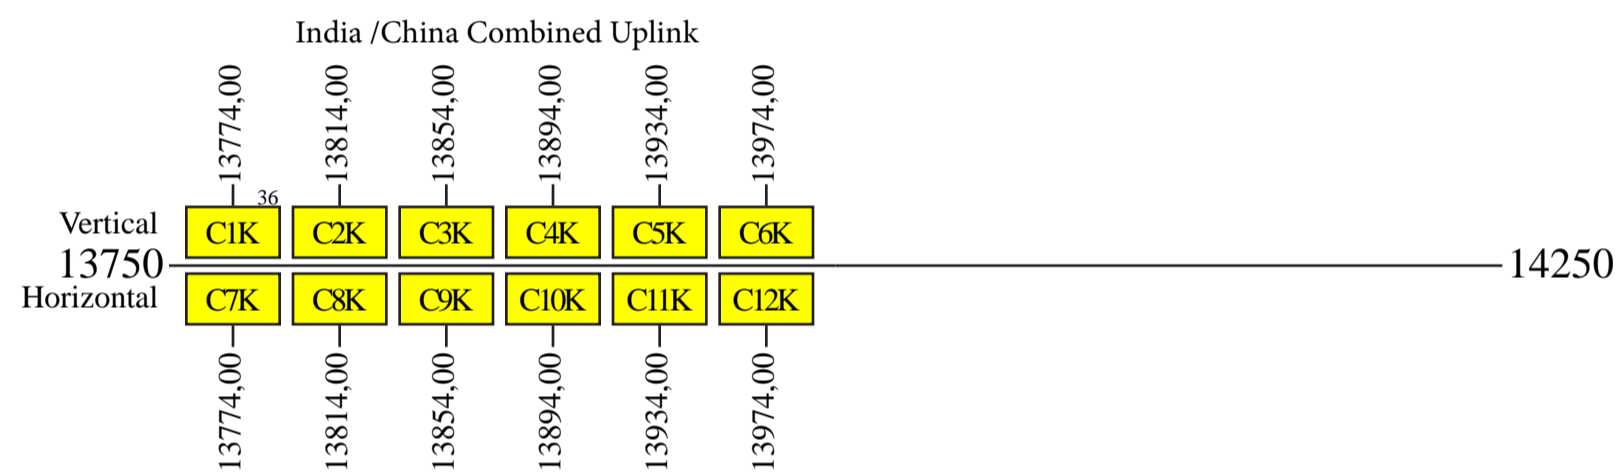 India /China Combined Uplink
13774,00 13814,00 13854,00 13894,00 13934,00 13974,00
36
Vertical C1K C2K C3K C4K C5K C6K
13750 14250
Horizontal C7K C8K C9K C10K C11K C12K
13774,00 13814,00 13854,00 13894,00 13934,00 13974,00